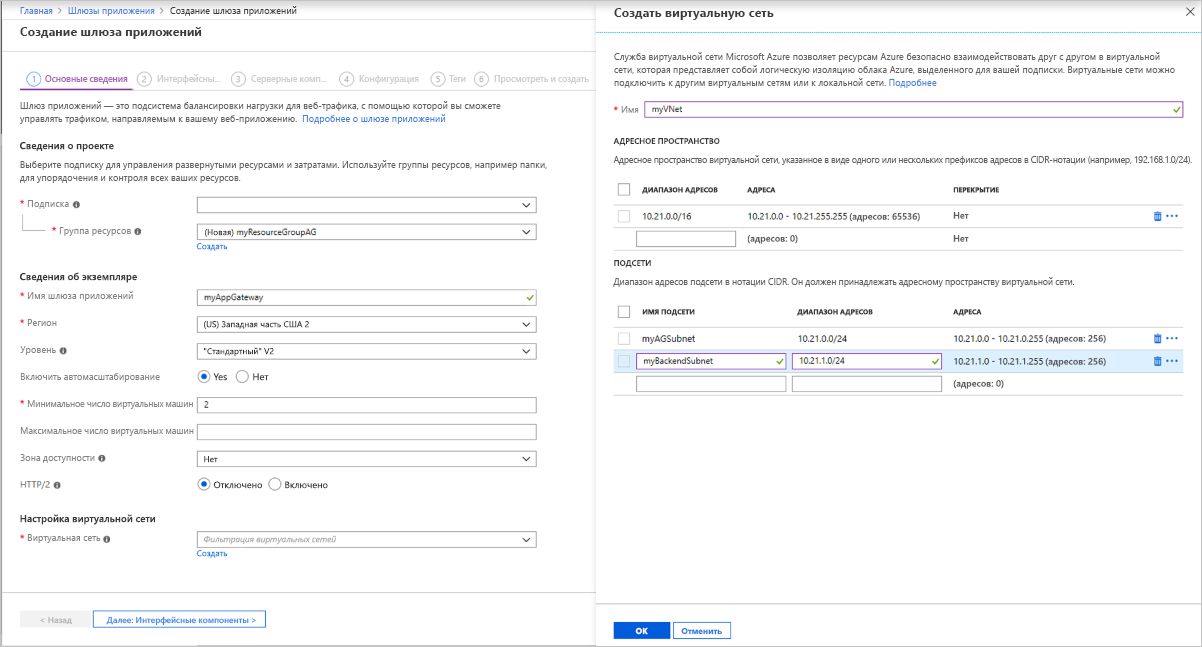 Главная > Шлюзы приложения > Создание шлюза приложений
Создание шлюза приложений
1 Основные сведения 2 Интерфейсны... 3 Серверные комп... 4 Конфигурация 5 Теги 6 Просмотреть и создать
Шлюз приложений — это подсистема балансировки нагрузки для веб-трафика, с помощью которой вы сможете
управлять трафиком, направляемым к вашему веб-приложению. Подробнее о шлюзе приложений
Сведения о проекте
Выберите подписку для управления развернутыми ресурсами и затратами. Используйте группы ресурсов, например папки,
для упорядочения и контроля всех ваших ресурсов.
* Подписка
* Группа ресурсов (Новая) myResourceGroupAG
Создать
Сведения об экземпляре
* Имя шлюза приложений myAppGateway
* Регион (US) Западная часть США 2
Уровень "Стандартный" V2
Включить автомасштабирование Yes Нет
* Минимальное число виртуальных машин 2
Максимальное число виртуальных машин
Зона доступности Нет
HTTP/2 Отключено Включено
Настройка виртуальной сети
* Виртуальная сеть Фильтрация виртуальных сетей
Создать
< Назад Далее: Интерфейсные компоненты >
Создать виртуальную сеть
Служба виртуальной сети Microsoft Azure позволяет ресурсам Azure безопасно взаимодействовать друг с другом в виртуальной
сети, которая представляет собой логическую изоляцию облака Azure, выделенного для вашей подписки. Виртуальные сети можно
подключить к другим виртуальным сетям или к локальной сети. Подробнее
* Имя myVNet
АДРЕСНОЕ ПРОСТРАНСТВО
Адресное пространство виртуальной сети, указанное в виде одного или нескольких префиксов адресов в CIDR-нотации (например, 192.168.1.0/24).
ДИАПАЗОН АДРЕСОВ АДРЕСА ПЕРЕКРЫТИЕ
10.21.0.0/16 10.21.0.0 - 10.21.255.255 (адресов: 65536) Нет
(адресов: 0) Нет
ПОДСЕТИ
Диапазон адресов подсети в нотации CIDR. Он должен принадлежать адресному пространству виртуальной сети.
ИМЯ ПОДСЕТИ ДИАПАЗОН АДРЕСОВ АДРЕСА
myAGSubnet 10.21.0.0/24 10.21.0.0 - 10.21.0.255 (адресов: 256)
myBackendSubnet 10.21.1.0/24 10.21.1.0 - 10.21.1.255 (адресов: 256)
(адресов: 0)
OK Отменить